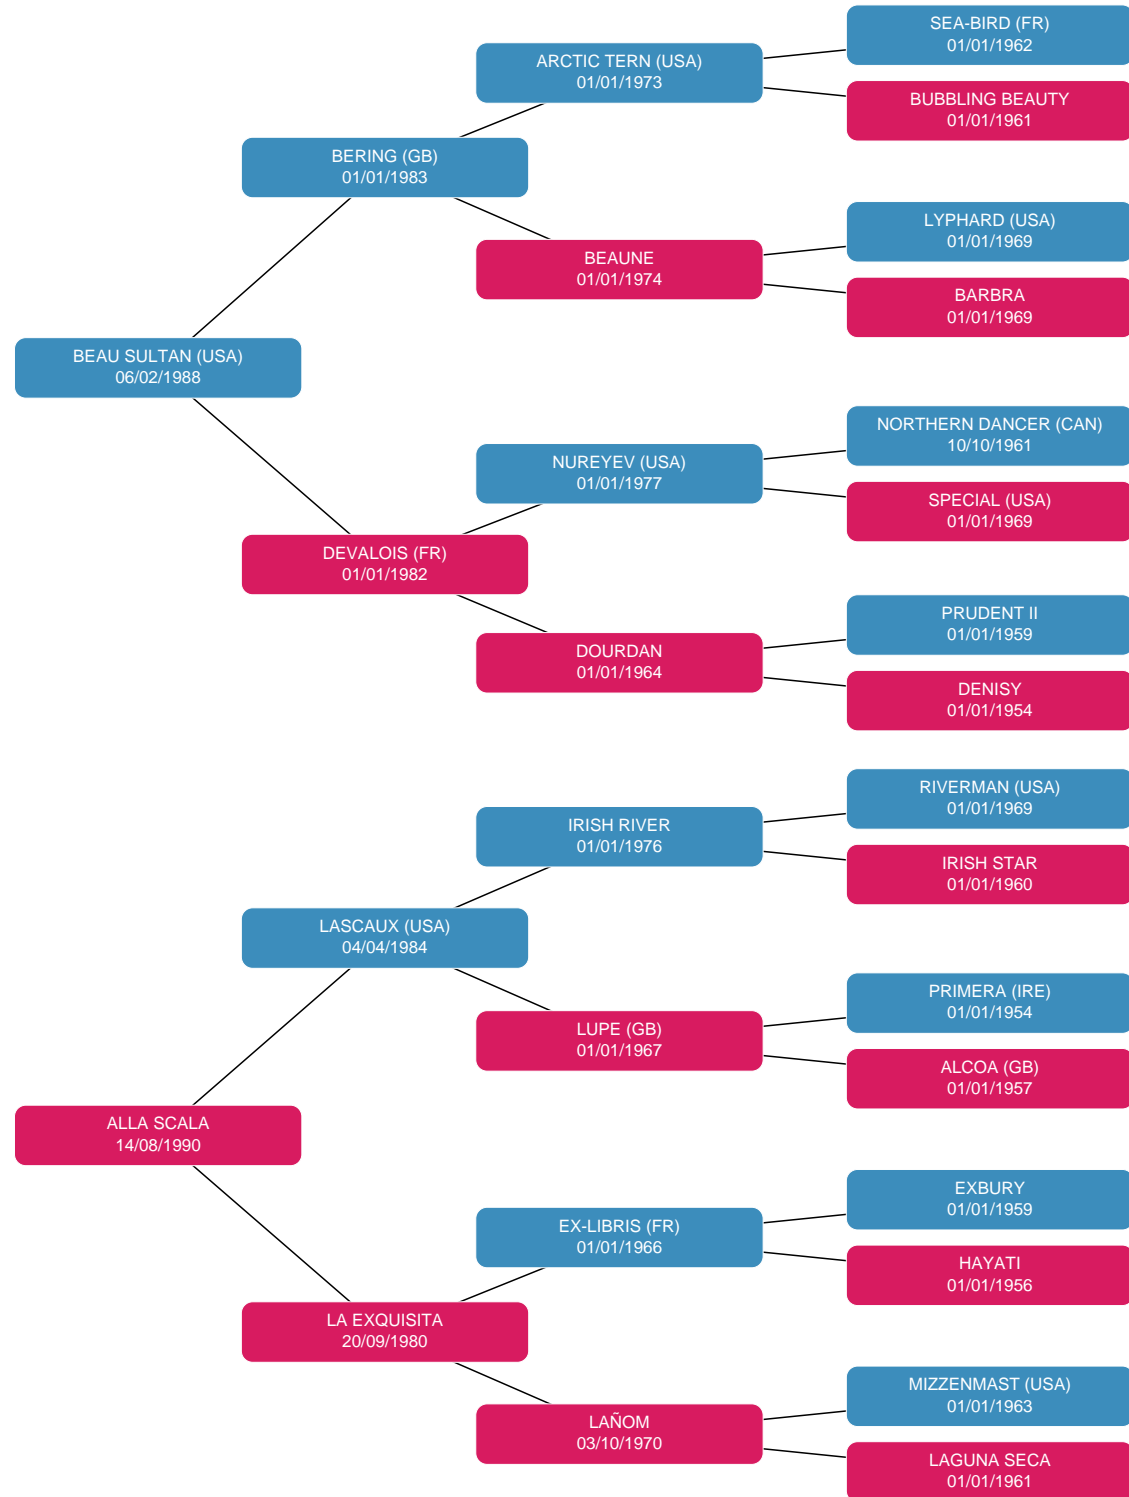 SEA-BIRD (FR)
01/01/1962
ARCTIC TERN (USA)
01/01/1973
BUBBLING BEAUTY
01/01/1961
BERING (GB)
01/01/1983
LYPHARD (USA)
01/01/1969
BEAUNE
01/01/1974
BARBRA
01/01/1969
BEAU SULTAN (USA)
06/02/1988
NORTHERN DANCER (CAN)
10/10/1961
NUREYEV (USA)
01/01/1977
SPECIAL (USA)
01/01/1969
DEVALOIS (FR)
01/01/1982
PRUDENT II
01/01/1959
DOURDAN
01/01/1964
DENISY
01/01/1954
RIVERMAN (USA)
01/01/1969
IRISH RIVER
01/01/1976
IRISH STAR
01/01/1960
LASCAUX (USA)
04/04/1984
PRIMERA (IRE)
01/01/1954
LUPE (GB)
01/01/1967
ALCOA (GB)
01/01/1957
ALLA SCALA
14/08/1990
EXBURY
01/01/1959
EX-LIBRIS (FR)
01/01/1966
HAYATI
01/01/1956
LA EXQUISITA
20/09/1980
MIZZENMAST (USA)
01/01/1963
LAÑOM
03/10/1970
LAGUNA SECA
01/01/1961